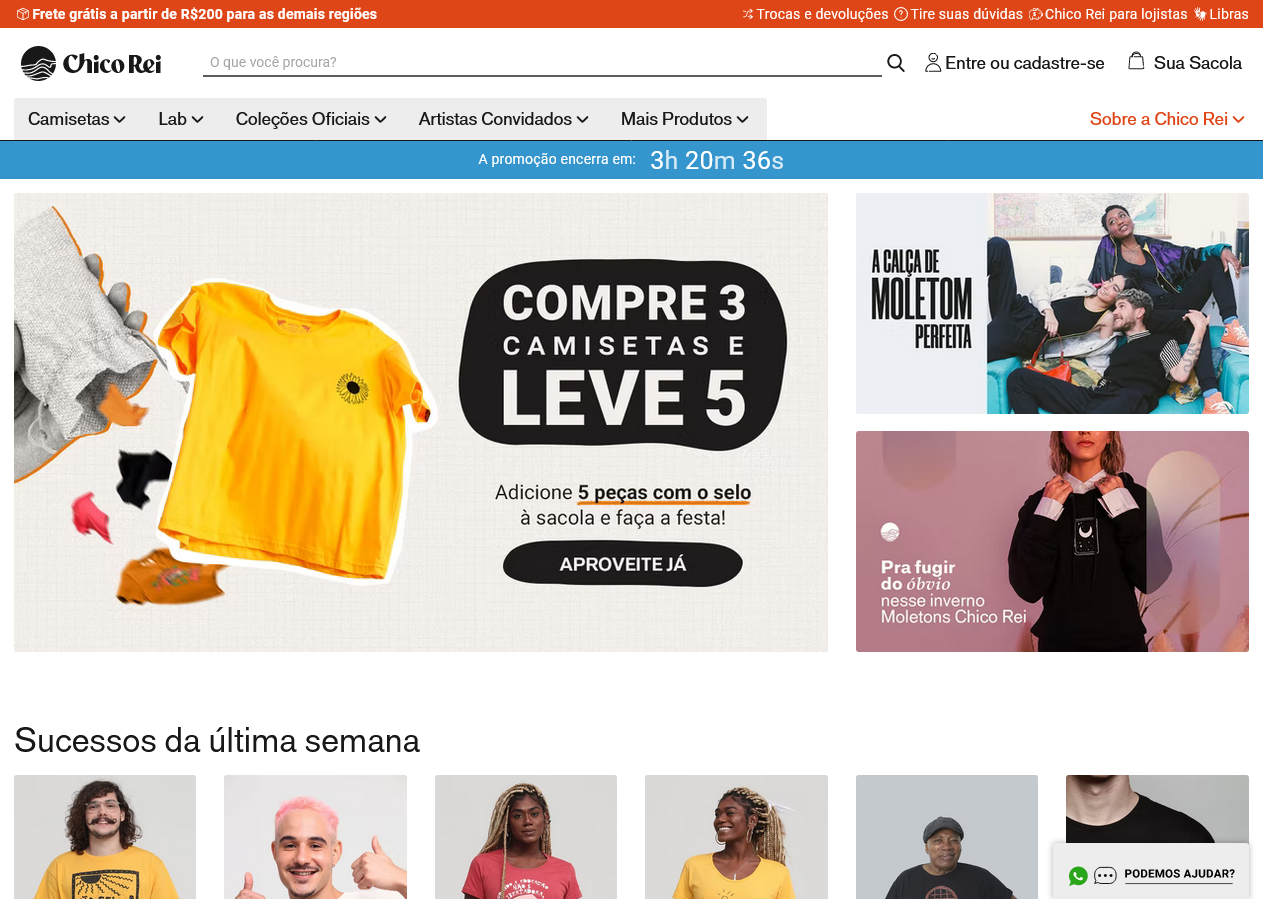 Frete grátis a partir de R$200 para as demais regiões
Trocas e devoluções Tire suas dúvidas Chico Rei para lojistas Libras
Chico Rei
O que você procura?
Entre ou cadastre-se
Sua Sacola
Camisetas Lab Coleções Oficiais Artistas Convidados Mais Produtos
Sobre a Chico Rei
A promoção encerra em: 3h 20m 36s
COMPRE 3
CAMISETAS E
LEVE 5
Adicione 5 peças com o selo
à sacola e faça a festa!
APROVEITE JÁ
A CALÇA DE
MOLETOM
PERFEITA
Pra fugir
do óbvio
nesse inverno
Moletons Chico Rei
Sucessos da última semana
PODEMOS AJUDAR?